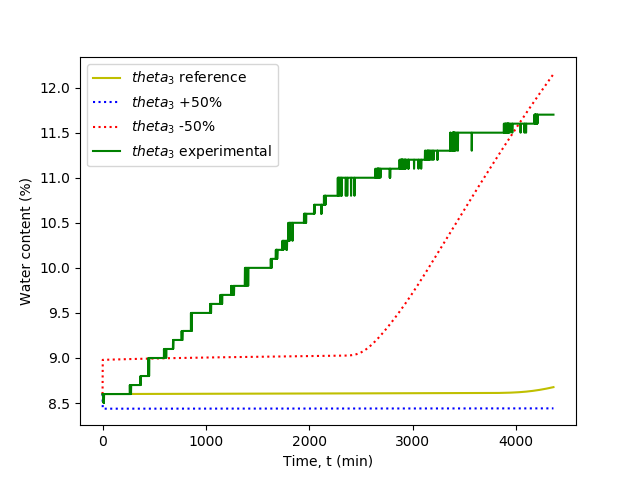 theta₃ reference
theta₃ +50%
theta₃ -50%
theta₃ experimental
12.0
11.5
11.0
10.5
10.0
9.5
9.0
8.5
Water content (%)
0 1000 2000 3000 4000
Time, t (min)